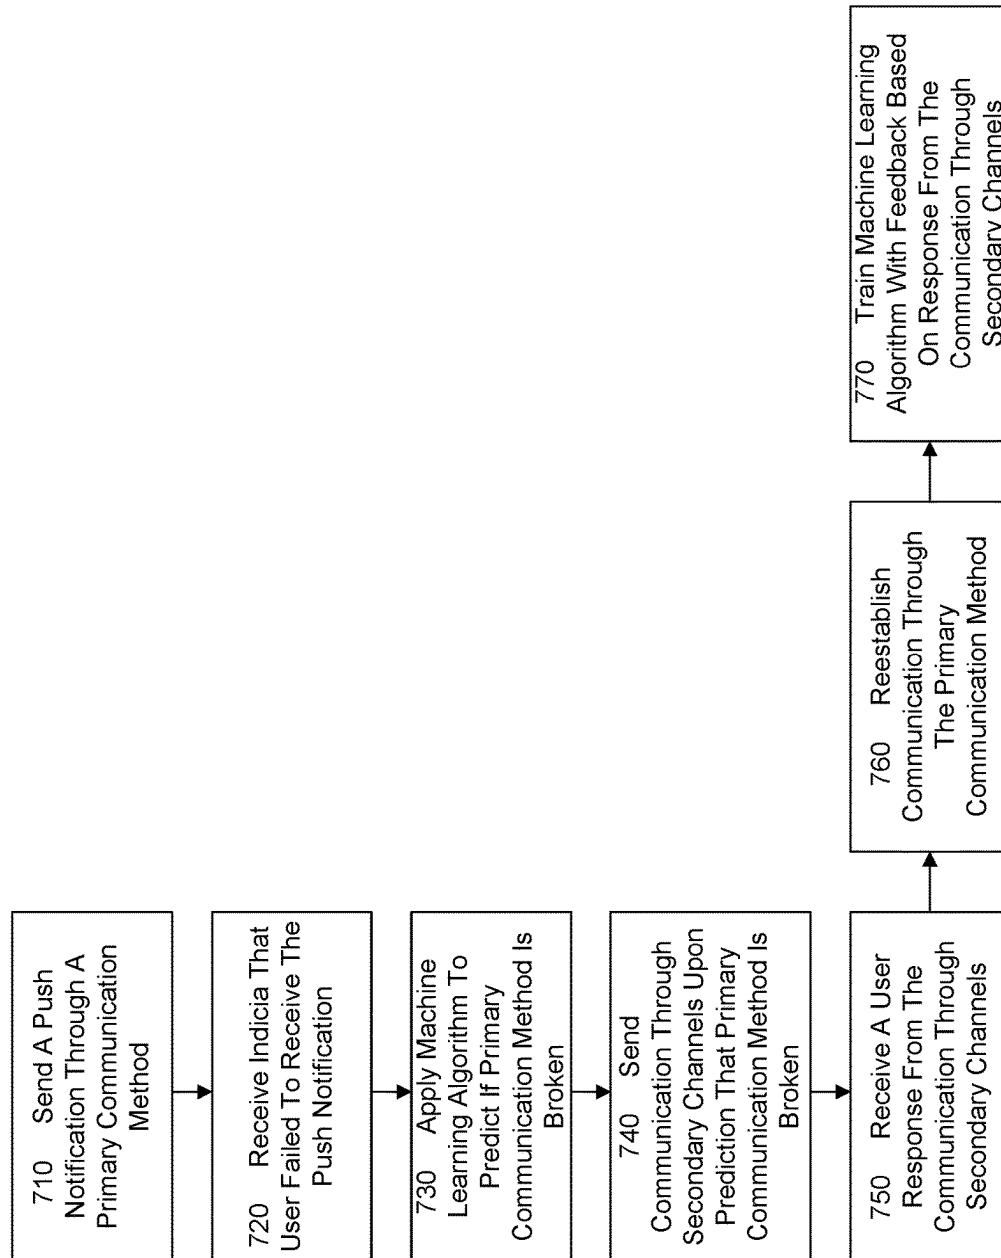 710 Send A Push
Notification Through A
Primary Communication
Method
720 Receive Indicia That
User Failed To Receive The
Push Notification
730 Apply Machine
Learning Algorithm To
Predict If Primary
Communication Method Is
Broken
740 Send
Communication Through
Secondary Channels Upon
Prediction That Primary
Communication Method Is
Broken
750 Receive A User
Response From The
Communication Through
Secondary Channels
760 Reestablish
Communication Through
The Primary
Communication Method
770 Train Machine Learning
Algorithm With Feedback Based
On Response From The
Communication Through
Secondary Channels